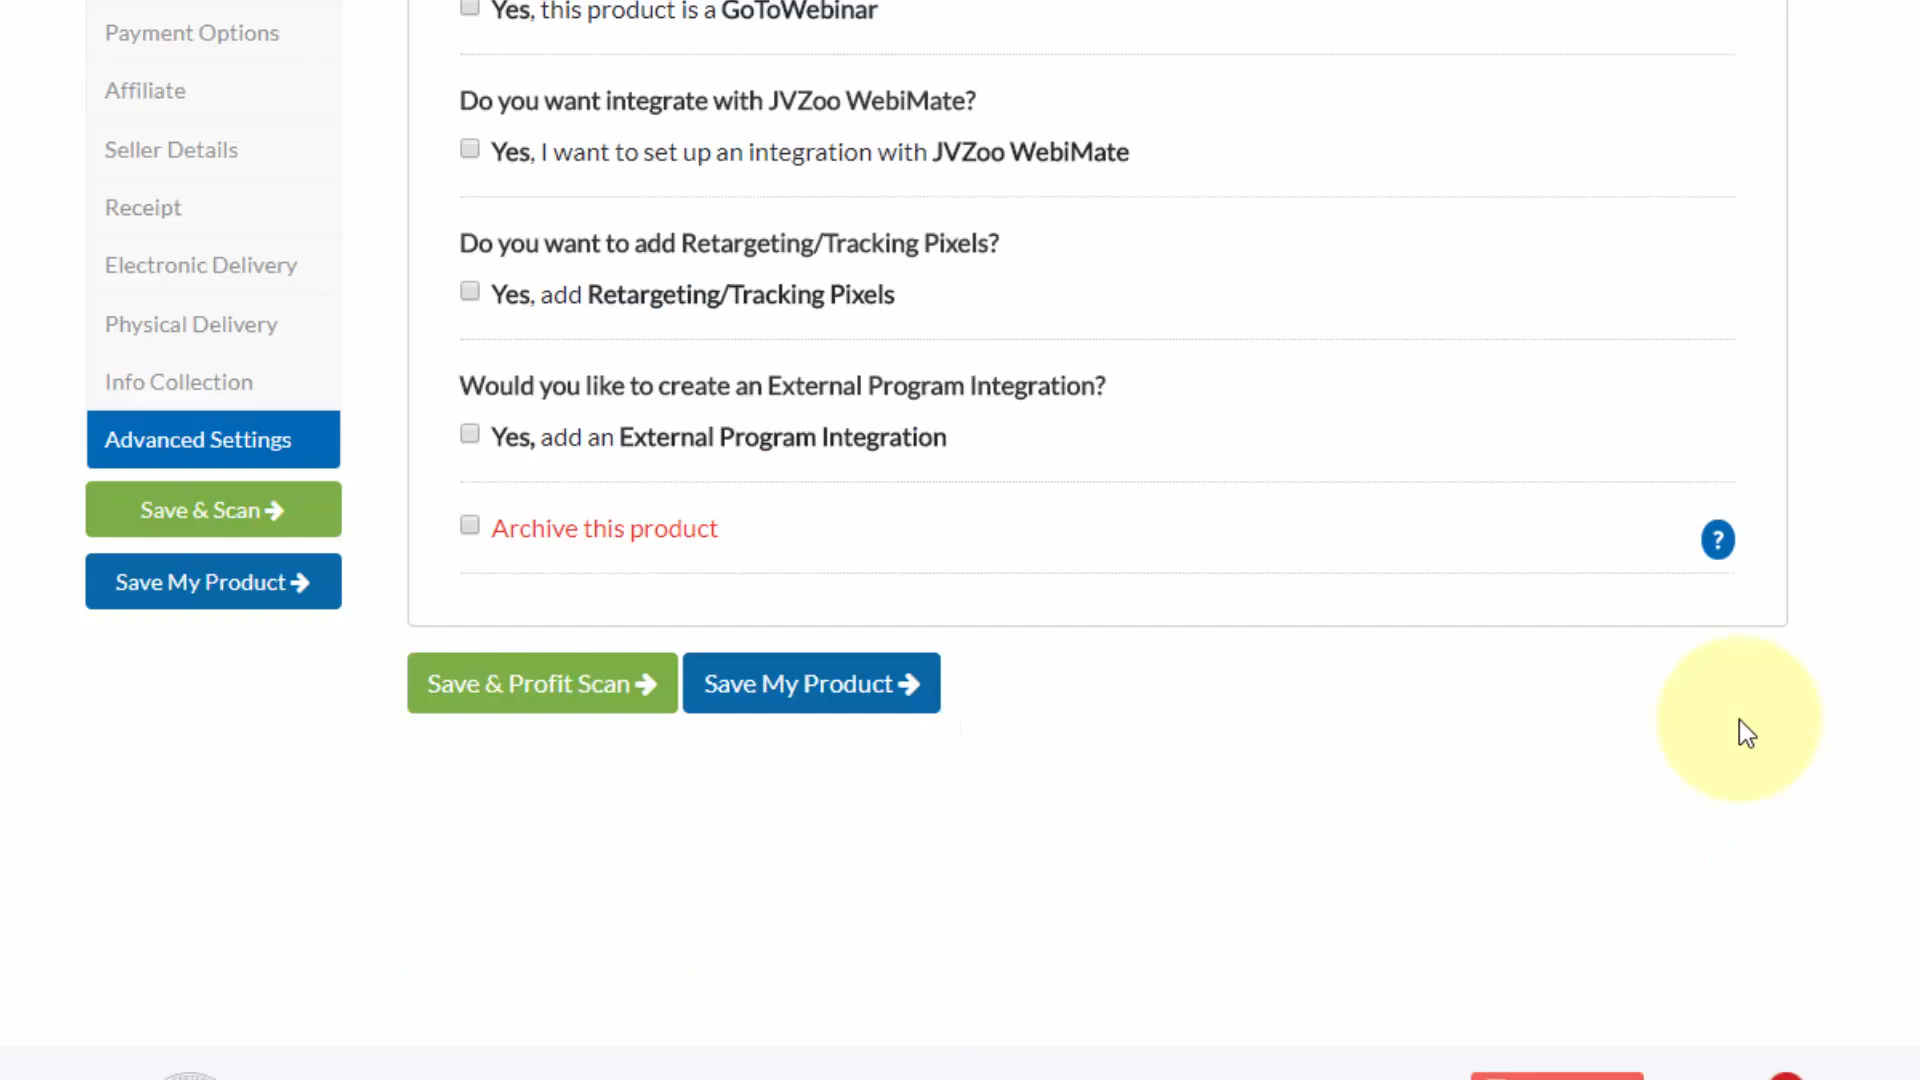 Payment Options
Affiliate
Seller Details
Receipt
Electronic Delivery
Physical Delivery
Info Collection
Advanced Settings
Save & Scan
Save My Product
Yes, this product is a GoToWebinar
Do you want integrate with JVZoo WebiMate?
Yes, I want to set up an integration with JVZoo WebiMate
Do you want to add Retargeting/Tracking Pixels?
Yes, add Retargeting/Tracking Pixels
Would you like to create an External Program Integration?
Yes, add an External Program Integration
Archive this product
?
Save & Profit Scan
Save My Product